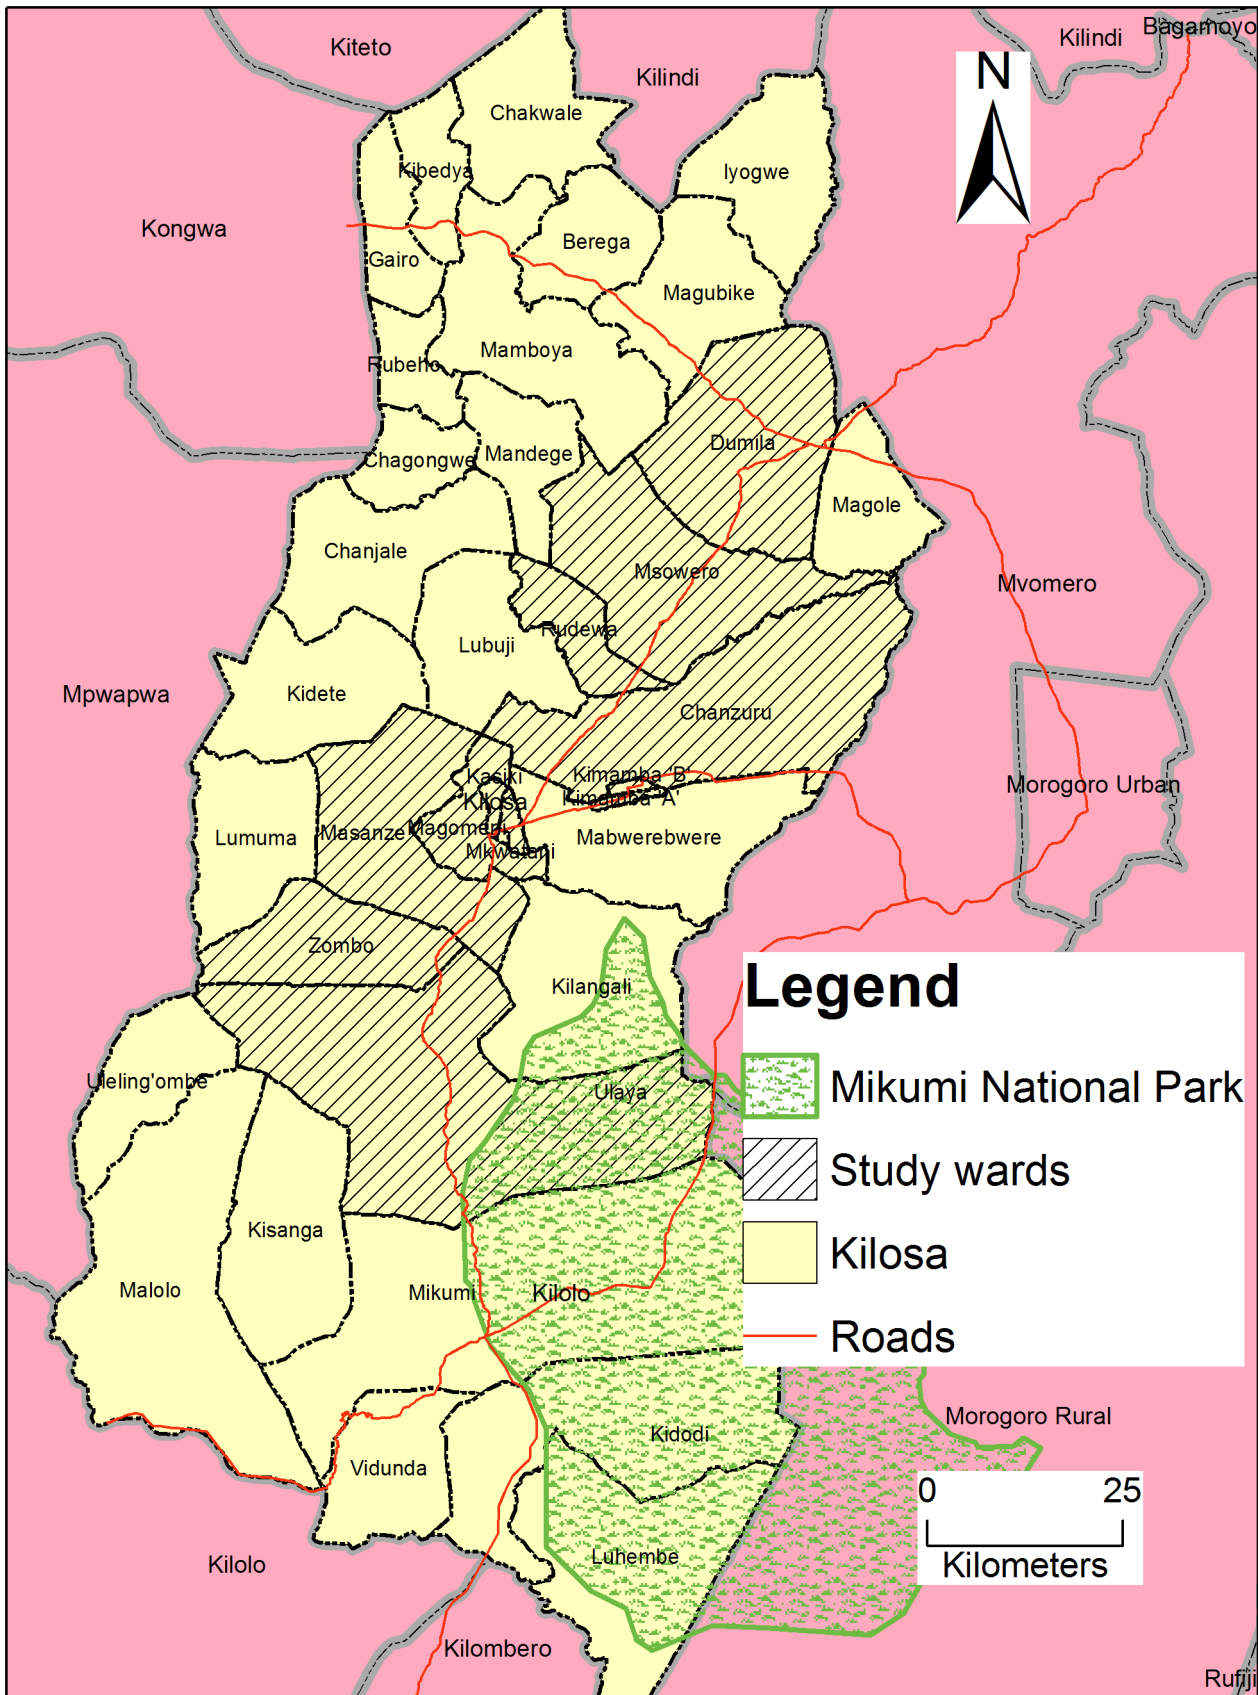 Bagamoyo
Kiteto
Kilindi
Kilindi
N
Chakwale
Kibedya
Iyogwe
Kongwa
Berega
Gairo
Magubike
Mamboya
Rubeho
Dumila
Mandege
Chagongwe
Magole
Chanjale
Msowero
Mvomero
Rudewa
Lubuji
Kidete
Mpwapwa
Chanzuru
Kasiki
Kimamba 'B'
Morogoro Urban
Kilosa
Kimamba 'A'
Magomeni
Masanze
Lumuma
Mabwerebwere
Mkwatani
Zombo
Kilangali
Legend
Uleling'ombe
Ulaya
Mikumi National Park
Study wards
Kisanga
Kilosa
Malolo
Mikumi
Kilolo
Roads
Morogoro Rural
Kidodi
Vidunda
0 25
Kilometers
Luhembe
Kilolo
Kilombero
Rufiji